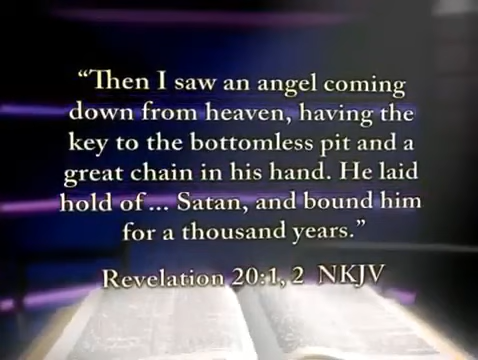 “Then I saw an angel coming
down from heaven, having the
key to the bottomless pit and a
great chain in his hand. He laid
hold of ... Satan, and bound him
for a thousand years.”
Revelation 20:1, 2 NKJV